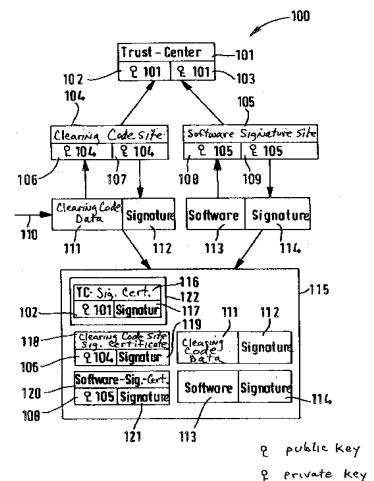 100
Trust-Center
101
102
101
101
103
104
105
Clearing Code Site
Software Signature Site
104
104
105
105
106
107
108
109
Clearing Code Data
Signature
Software
Signature
110
111
112
113
114
116
TC-Sig. Cert.
122
115
102
101
Signatur
117
111
112
118
Clearing Code Site Sig. Certificate
119
106
104
Signatur
Clearing Code Data
Signature
120
Software-Sig.-Cert.
108
105
Signature
Software
Signature
121
113
114
public key
private key